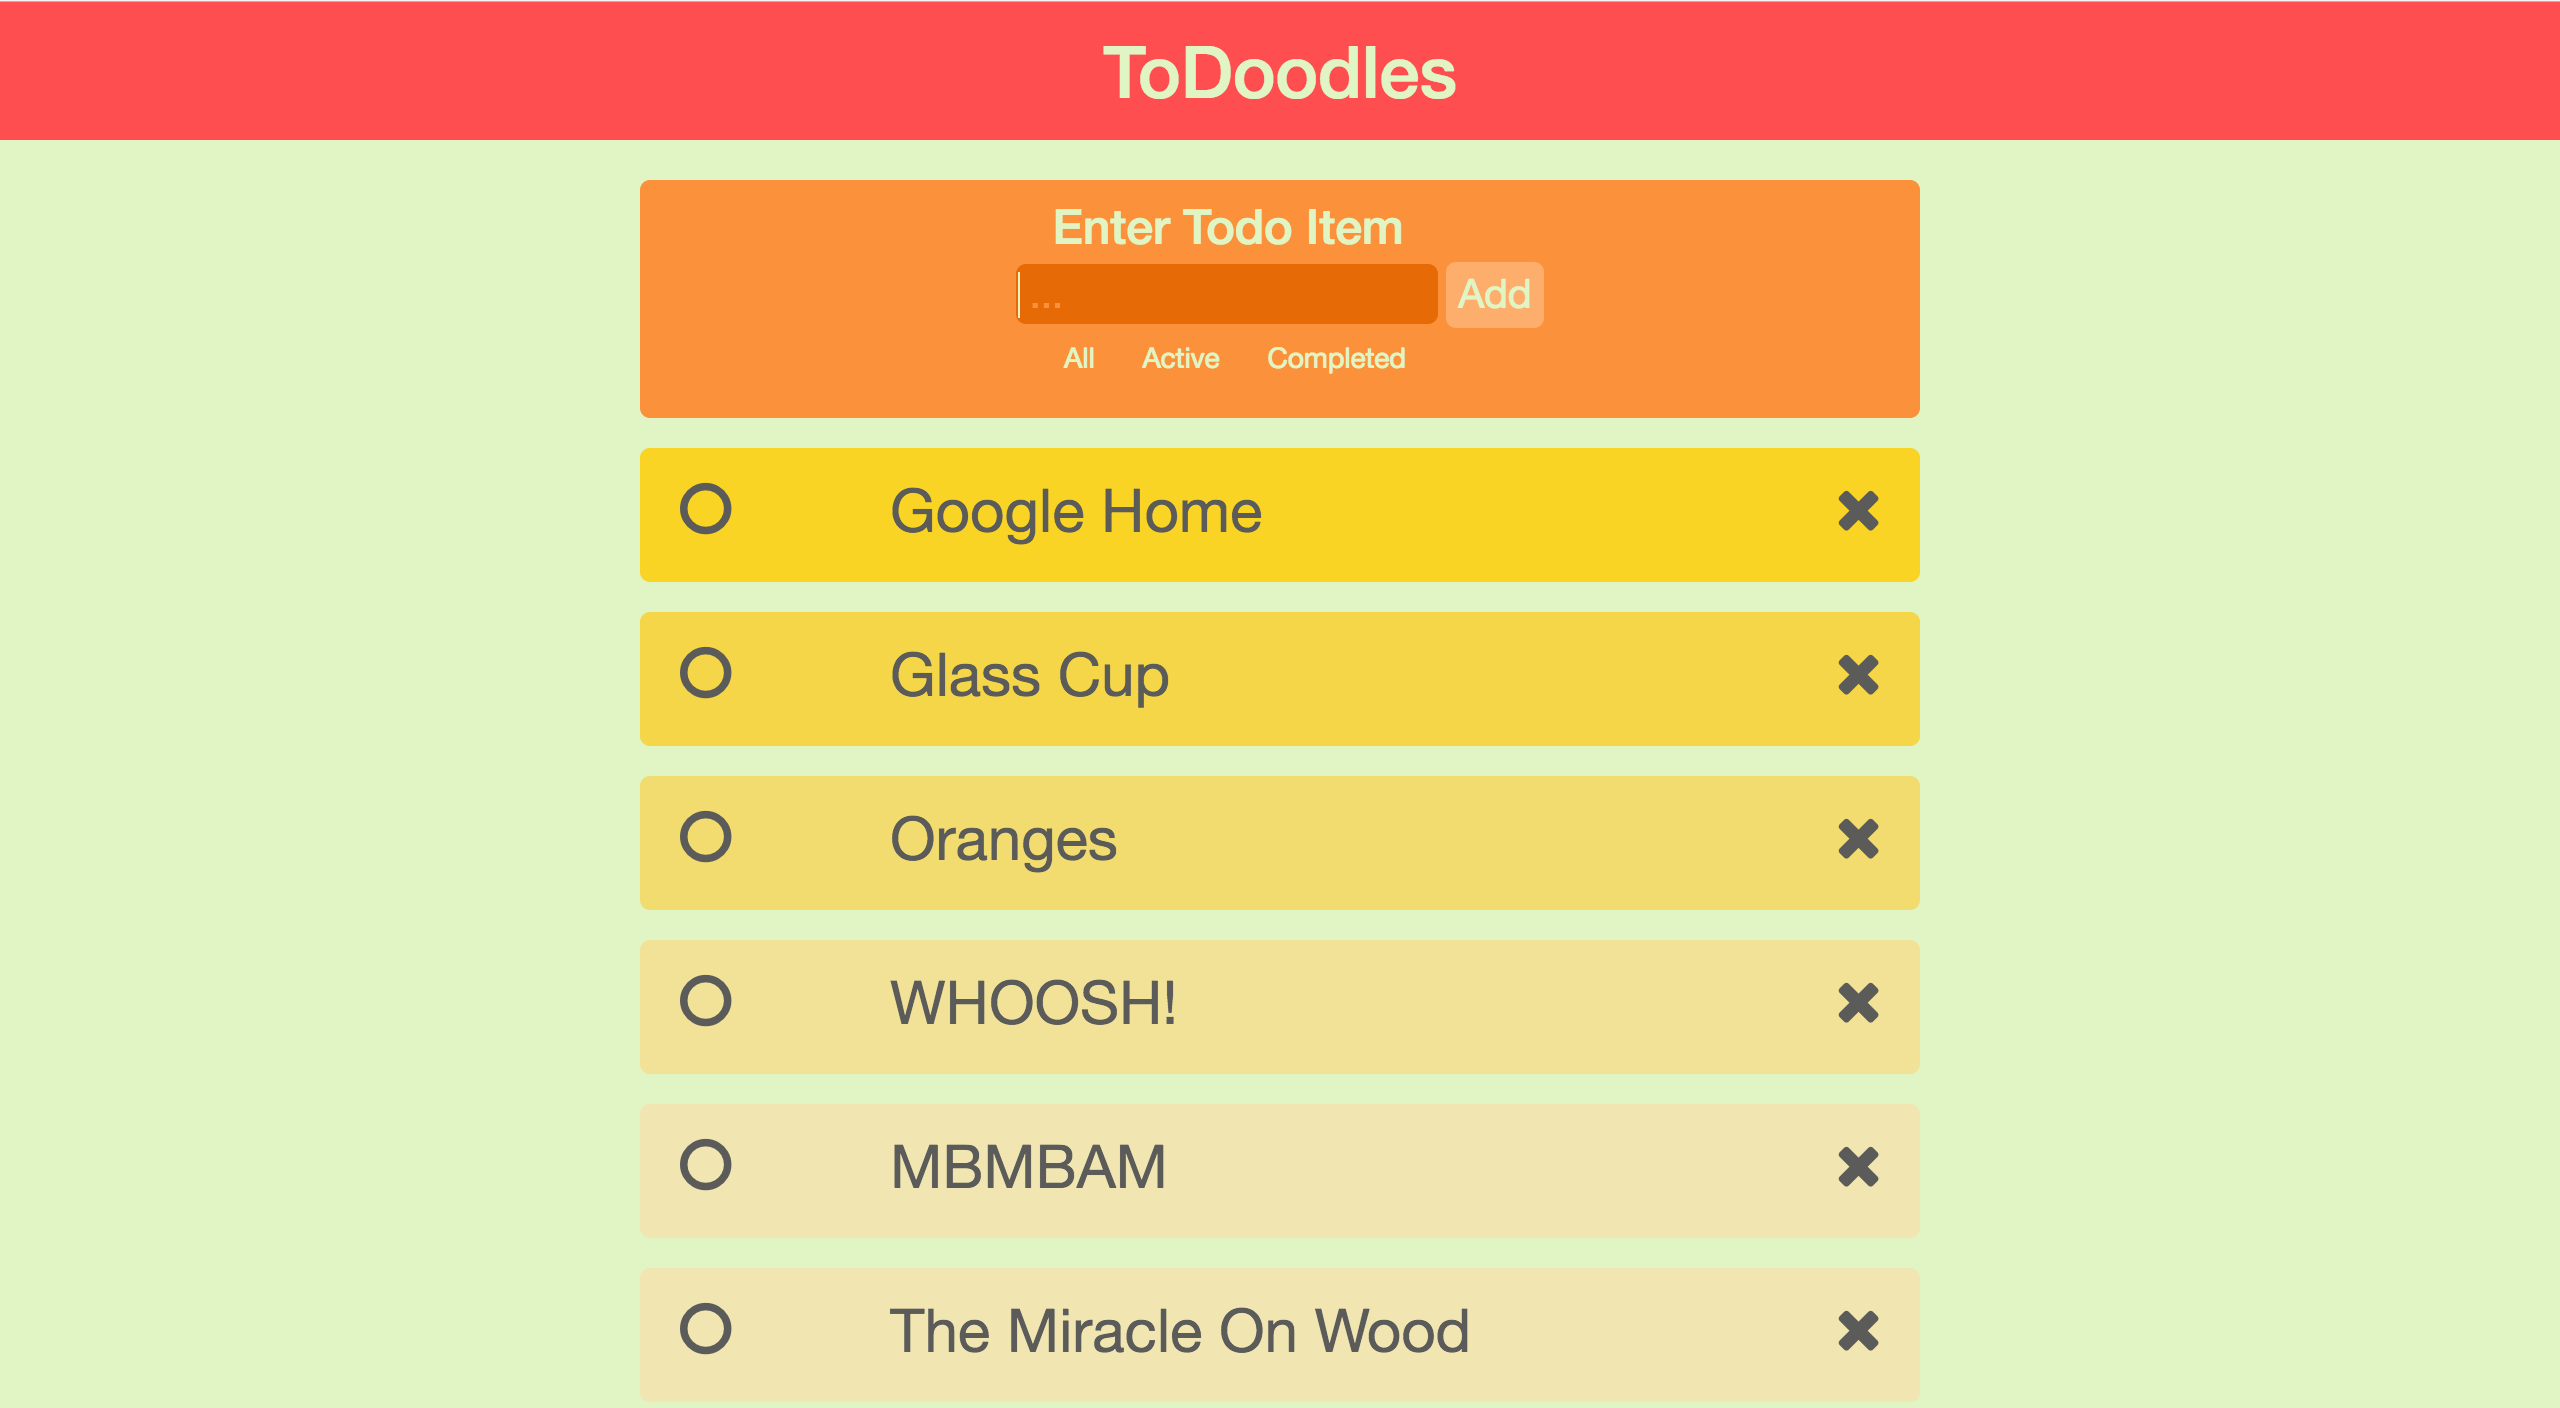 ToDoodles
Enter Todo Item
... Add
All Active Completed
Google Home
Glass Cup
Oranges
WHOOSH!
MBMBAM
The Miracle On Wood